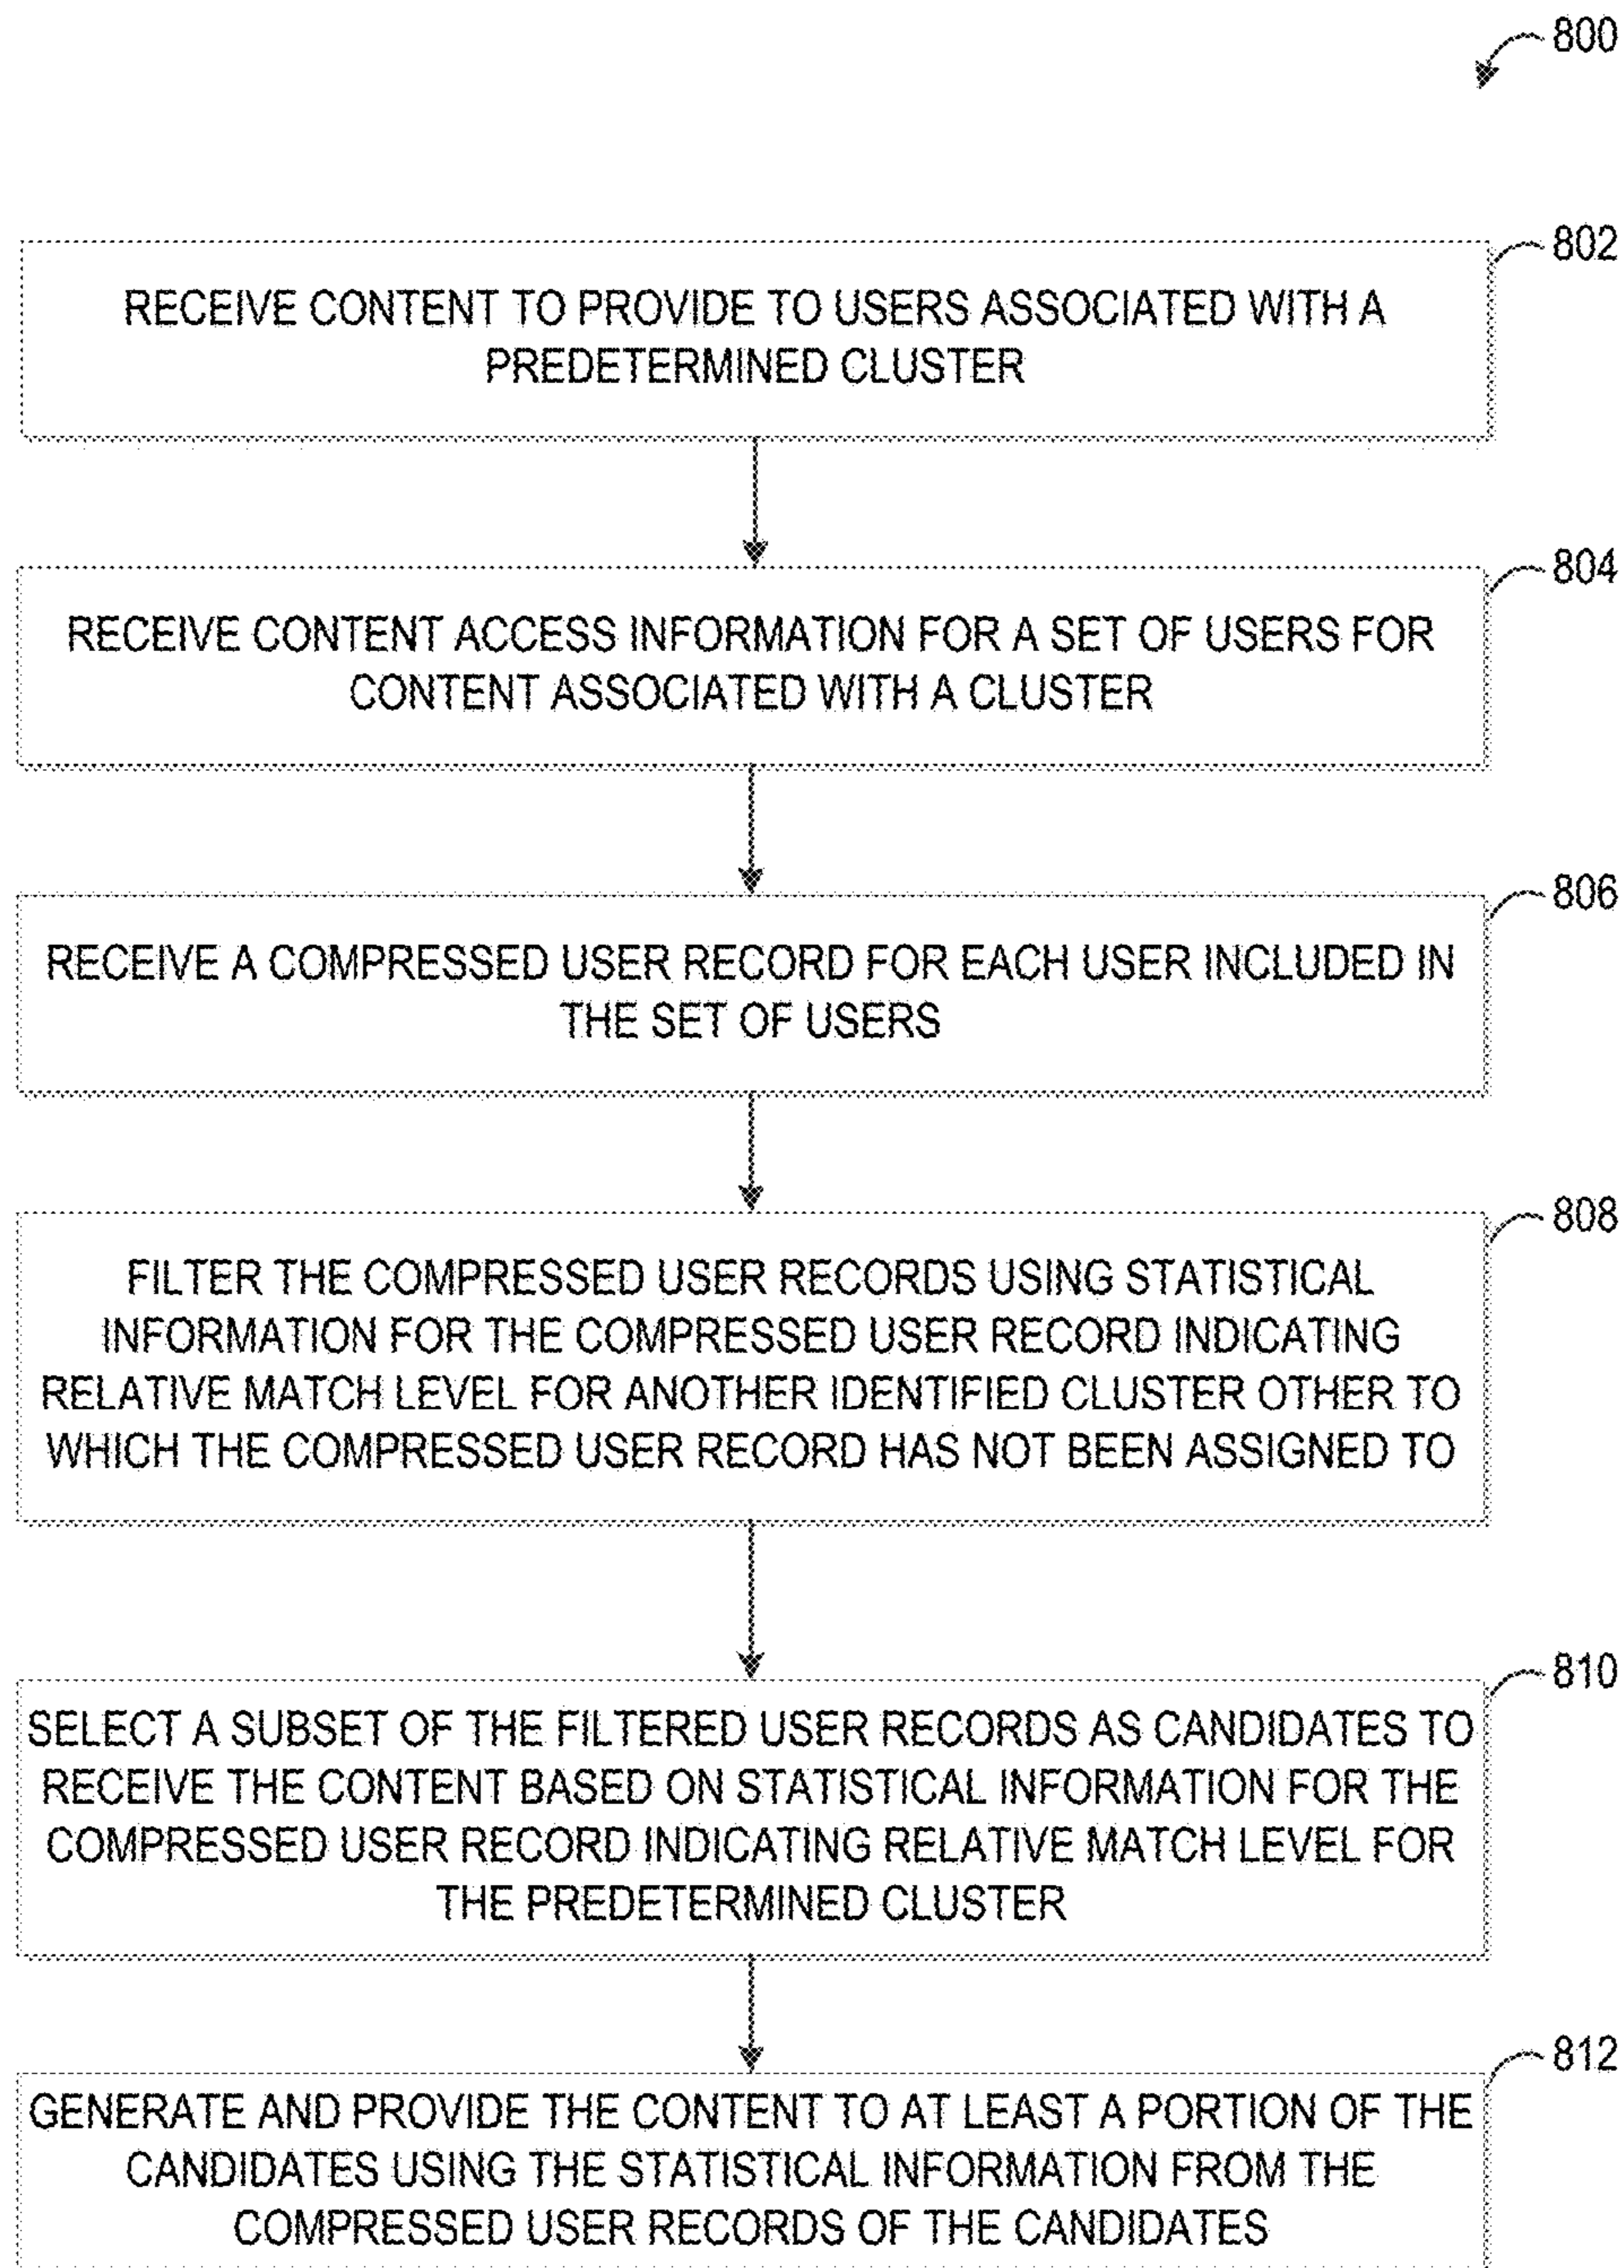 800
802
RECEIVE CONTENT TO PROVIDE TO USERS ASSOCIATED WITH A
PREDETERMINED CLUSTER
804
RECEIVE CONTENT ACCESS INFORMATION FOR A SET OF USERS FOR
CONTENT ASSOCIATED WITH A CLUSTER
806
RECEIVE A COMPRESSED USER RECORD FOR EACH USER INCLUDED IN
THE SET OF USERS
808
FILTER THE COMPRESSED USER RECORDS USING STATISTICAL
INFORMATION FOR THE COMPRESSED USER RECORD INDICATING
RELATIVE MATCH LEVEL FOR ANOTHER IDENTIFIED CLUSTER OTHER TO
WHICH THE COMPRESSED USER RECORD HAS NOT BEEN ASSIGNED TO
810
SELECT A SUBSET OF THE FILTERED USER RECORDS AS CANDIDATES TO
RECEIVE THE CONTENT BASED ON STATISTICAL INFORMATION FOR THE
COMPRESSED USER RECORD INDICATING RELATIVE MATCH LEVEL FOR
THE PREDETERMINED CLUSTER
812
GENERATE AND PROVIDE THE CONTENT TO AT LEAST A PORTION OF THE
CANDIDATES USING THE STATISTICAL INFORMATION FROM THE
COMPRESSED USER RECORDS OF THE CANDIDATES